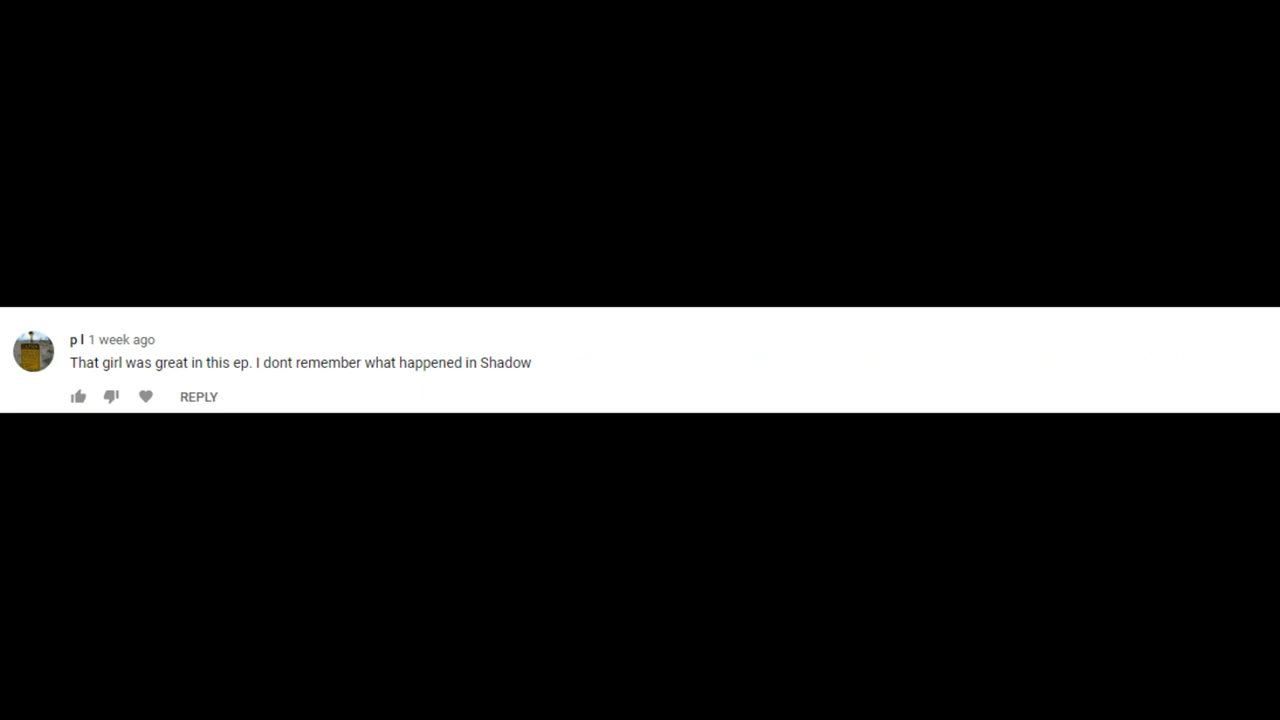 p l 1 week ago
That girl was great in this ep. I dont remember what happened in Shadow
REPLY